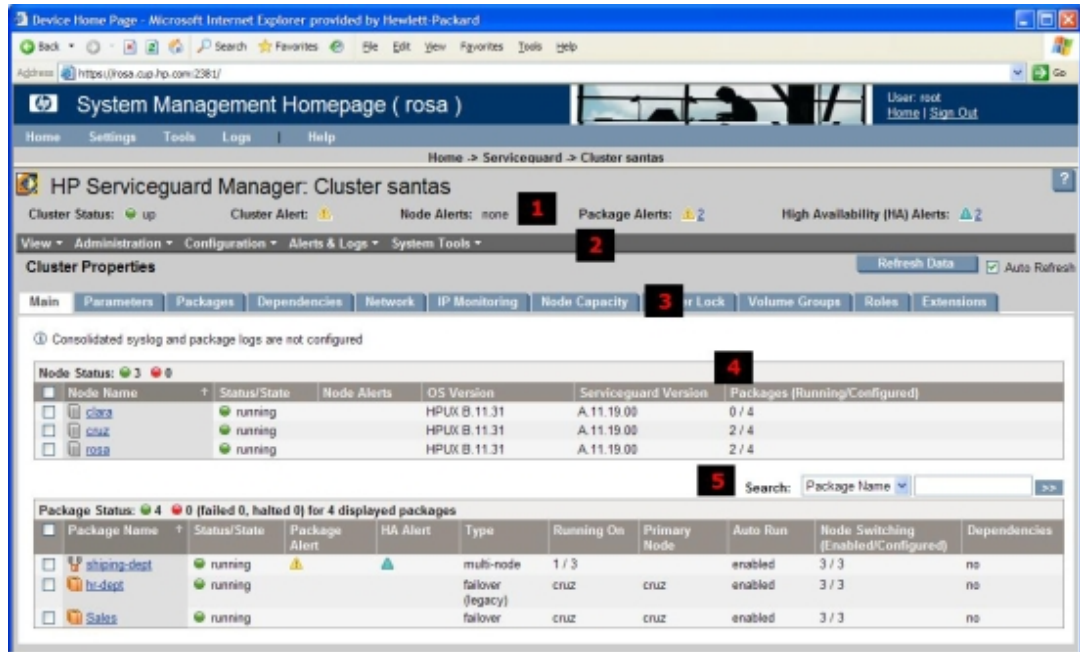 Device Home Page - Microsoft Internet Explorer provided by Hewlett-Packard
Back Search Favorites File Edit View Favorites Tools Help
Address https://rosa.cup.hp.com:2381/ Go
System Management Homepage ( rosa )
User: root
Home | Sign Out
Home Settings Tools Logs | Help
Home -> Serviceguard -> Cluster santas
HP Serviceguard Manager: Cluster santas ?
Cluster Status: up Cluster Alert: Node Alerts: none 1 Package Alerts: 2 High Availability (HA) Alerts: 2
View Administration Configuration Alerts & Logs System Tools 2
Cluster Properties Refresh Data Auto Refresh
Main Parameters Packages Dependencies Network IP Monitoring Node Capacity 3 Lock Volume Groups Roles Extensions
Consolidated syslog and package logs are not configured
Node Status: 3 0 4
Node Name ↑ Status/State Node Alerts OS Version Serviceguard Version Packages (Running/Configured)
clara running HPUX B.11.31 A.11.19.00 0 / 4
cruz running HPUX B.11.31 A.11.19.00 2 / 4
rosa running HPUX B.11.31 A.11.19.00 2 / 4
5 Search: Package Name >>
Package Status: 4 0 (failed 0, halted 0) for 4 displayed packages
Package Name ↑ Status/State Package Alert HA Alert Type Running On Primary Node Auto Run Node Switching (Enabled/Configured) Dependencies
shiping-dept running multi-node 1 / 3 enabled 3 / 3 no
hr-dept running failover (legacy) cruz cruz enabled 3 / 3 no
Sales running failover cruz cruz enabled 3 / 3 no